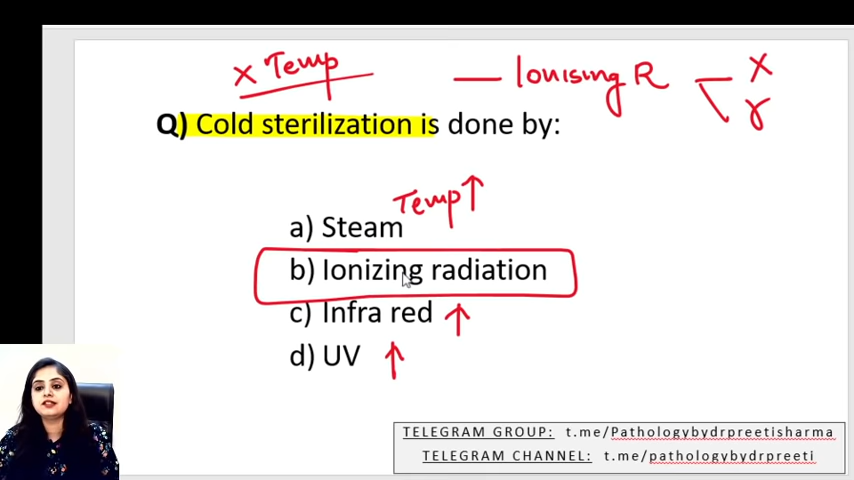 x Temp — Ionising R — X
γ
Q) Cold sterilization is done by:
Temp↑
a) Steam
b) Ionizing radiation
c) Infra red ↑
d) UV ↑
TELEGRAM GROUP: t.me/Pathologybydrpreetisharma
TELEGRAM CHANNEL: t.me/pathologybydrpreeti